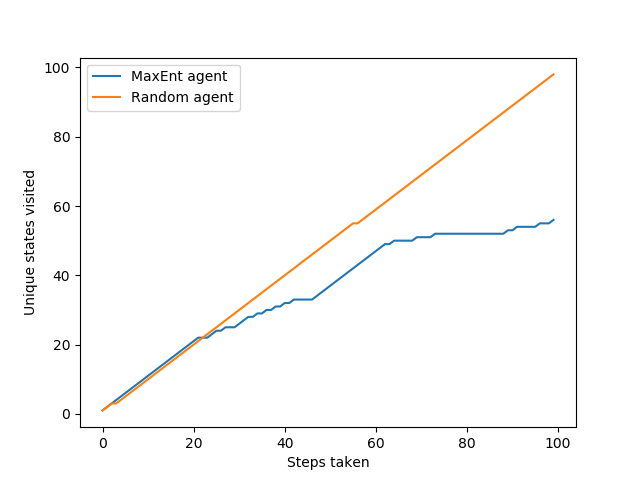 MaxEnt agent
Random agent
Unique states visited
100
80
60
40
20
0
0 20 40 60 80 100
Steps taken